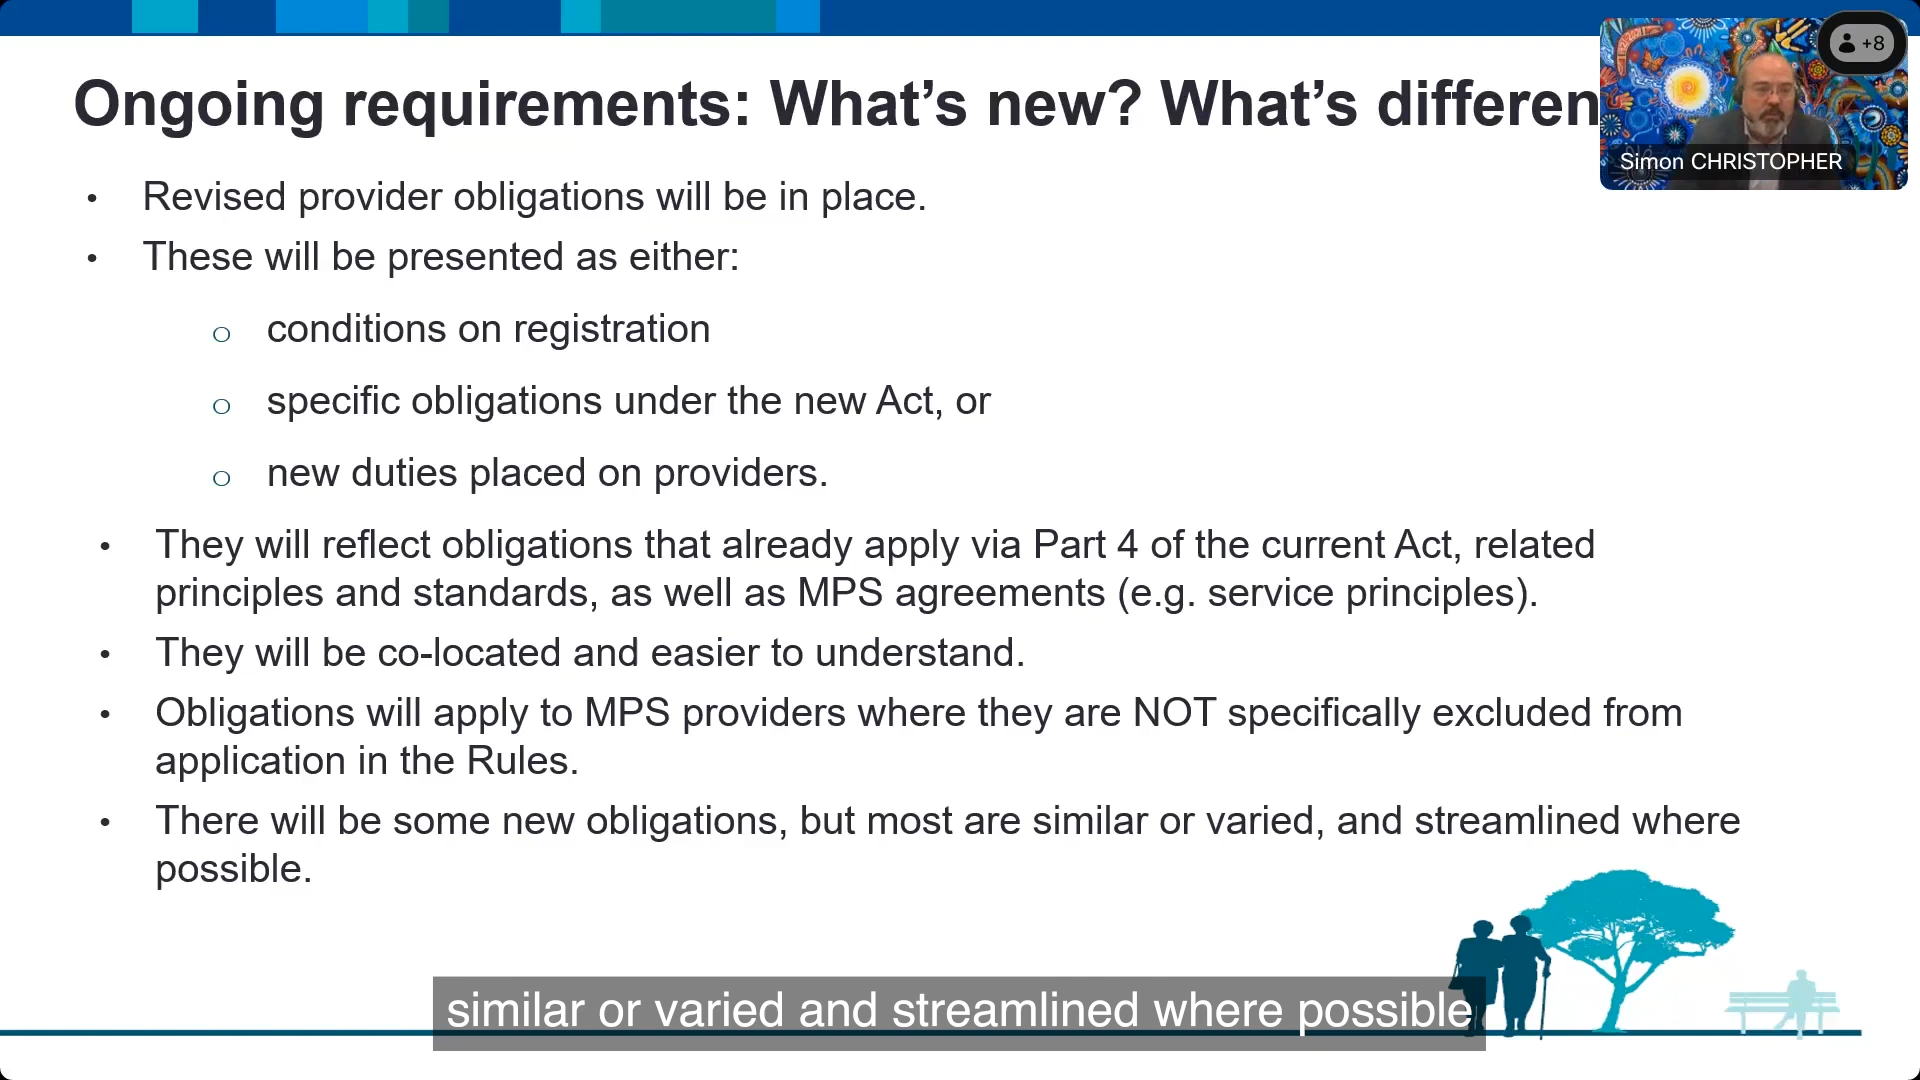 Ongoing requirements: What’s new? What’s differen
+8
Simon CHRISTOPHER
• Revised provider obligations will be in place.
• These will be presented as either:
o conditions on registration
o specific obligations under the new Act, or
o new duties placed on providers.
• They will reflect obligations that already apply via Part 4 of the current Act, related
principles and standards, as well as MPS agreements (e.g. service principles).
• They will be co-located and easier to understand.
• Obligations will apply to MPS providers where they are NOT specifically excluded from
application in the Rules.
• There will be some new obligations, but most are similar or varied, and streamlined where
possible.
similar or varied and streamlined where possible